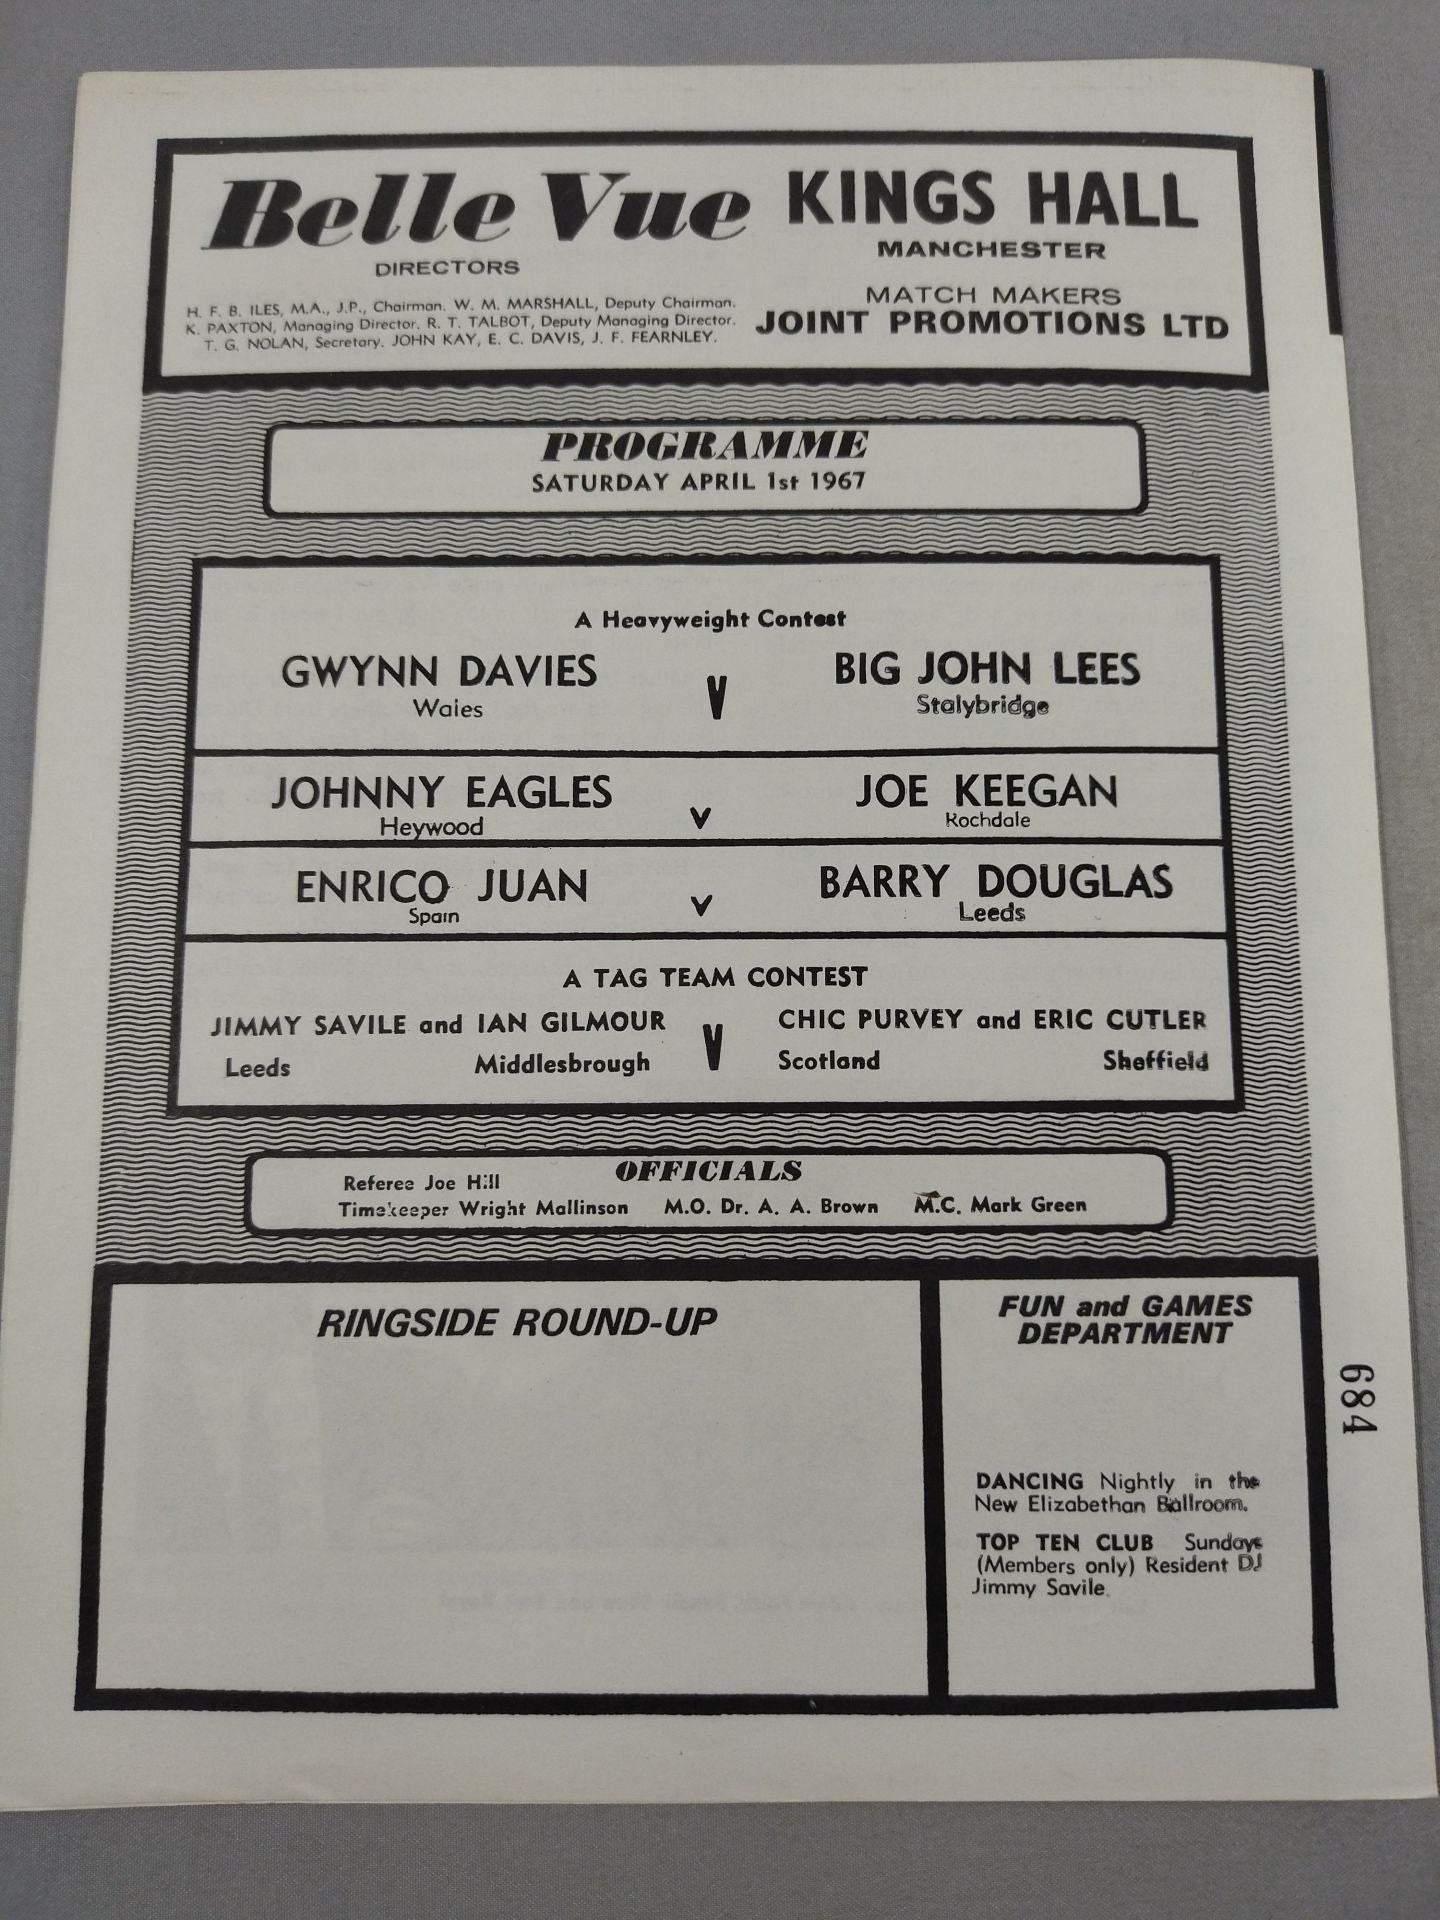 Belle Vue
DIRECTORS
H. F. B. ILES, M.A., J.P., Chairman. W. M. MARSHALL, Deputy Chairman.
K. PAXTON, Managing Director. R. T. TALBOT, Deputy Managing Director.
T. G. NOLAN, Secretary. JOHN KAY, E. C. DAVIS, J. F. FEARNLEY.
KINGS HALL
MANCHESTER
MATCH MAKERS
JOINT PROMOTIONS LTD
PROGRAMME
SATURDAY APRIL 1st 1967
A Heavyweight Contest
GWYNN DAVIES v BIG JOHN LEES
Wales Stalybridge
JOHNNY EAGLES v JOE KEEGAN
Heywood Rochdale
ENRICO JUAN v BARRY DOUGLAS
Spain Leeds
A TAG TEAM CONTEST
JIMMY SAVILE and IAN GILMOUR V CHIC PURVEY and ERIC CUTLER
Leeds Middlesbrough Scotland Sheffield
OFFICIALS
Referee Joe Hill
Timekeeper Wright Mallinson M.O. Dr. A. A. Brown M.C. Mark Green
RINGSIDE ROUND-UP
FUN and GAMES
DEPARTMENT
DANCING Nightly in the
New Elizabethan Ballroom.
TOP TEN CLUB Sundays
(Members only) Resident DJ
Jimmy Savile.
684